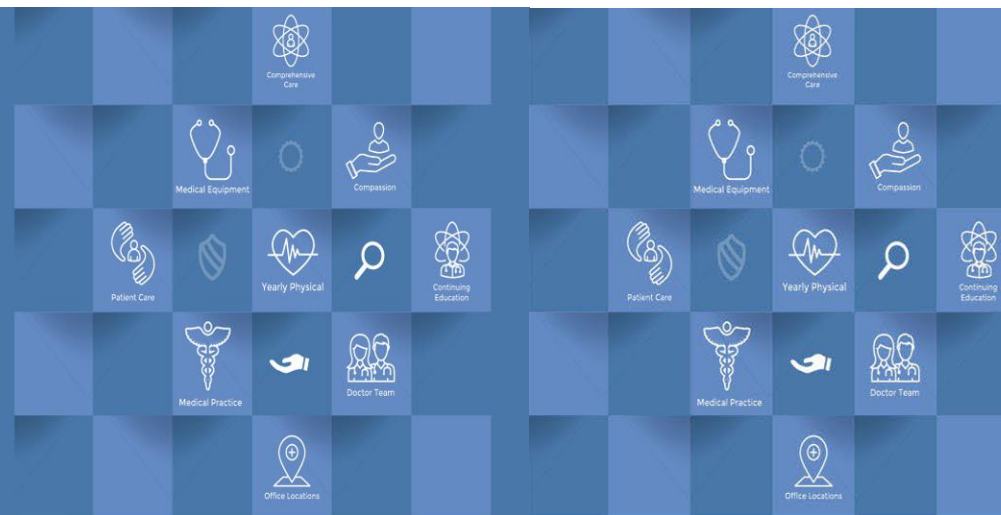 Comprehensive
Care
Medical Equipment
Compassion
Patient Care
Yearly Physical
Continuing
Education
Medical Practice
Doctor Team
Office Locations
Comprehensive
Care
Medical Equipment
Compassion
Patient Care
Yearly Physical
Continuing
Education
Medical Practice
Doctor Team
Office Locations